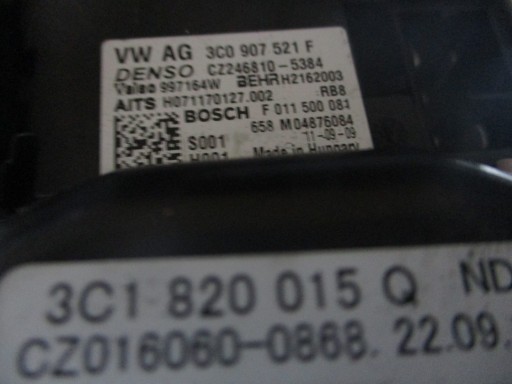 VW AG 3C0 907 521 F
DENSO CZ246810-5384
Valeo 997164W BEHR H2162003
AITS H071170127.002 RB8
BOSCH F 011 500 081
658 M04876084
S001 11-09-09
H001 Made in Hungary
3C1 820 015 Q ND
CZ016060-0868. 22.09.